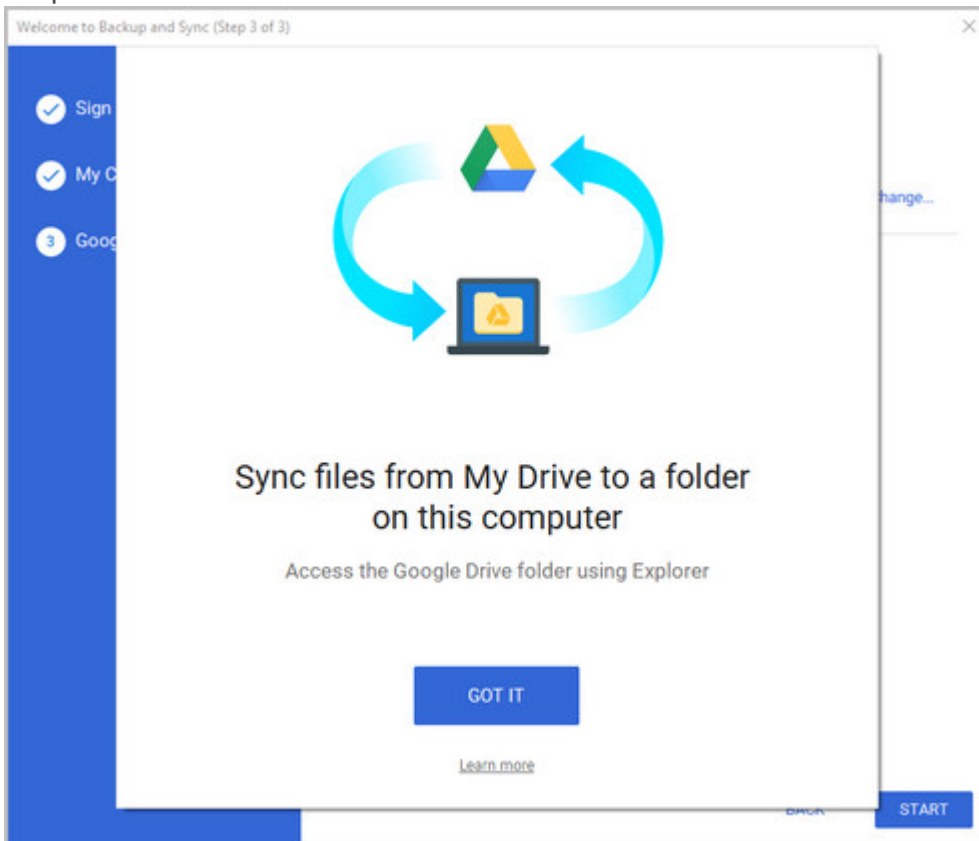 Welcome to Backup and Sync (Step 3 of 3)
Sign
My C
hange...
3 Goog
Sync files from My Drive to a folder
on this computer
Access the Google Drive folder using Explorer
GOT IT
Learn more
BACK START